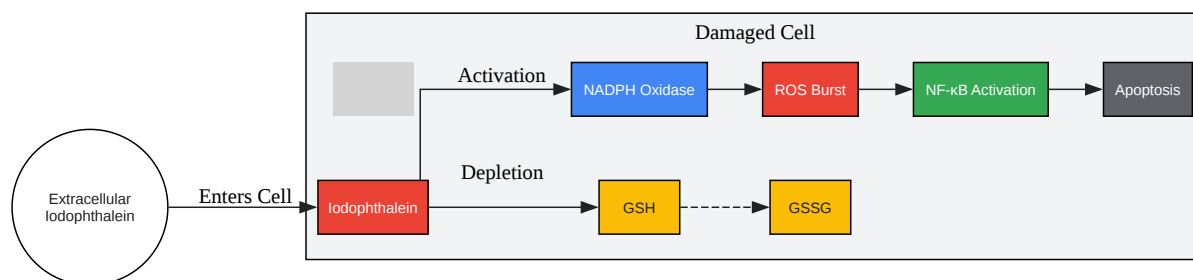 Damaged Cell
Activation
NADPH Oxidase
ROS Burst
NF-κB Activation
Apoptosis
Extracellular
Iodophthalein
Enters Cell
Iodophthalein
Depletion
GSH
GSSG